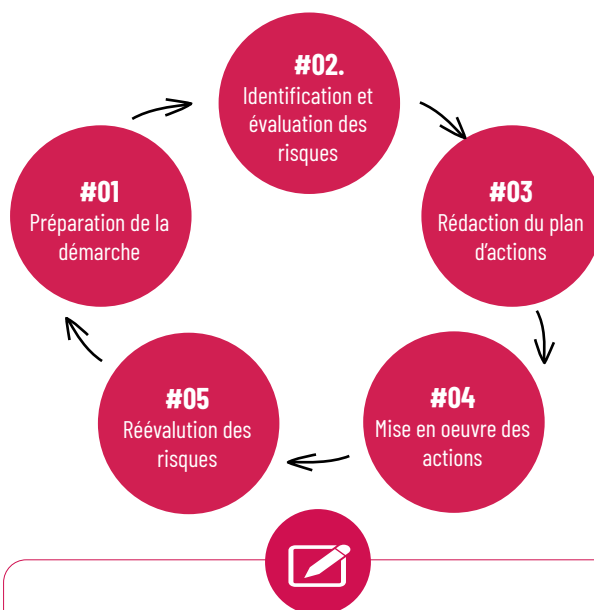 #01
Préparation de la
démarche
#02.
Identification et
évaluation des
risques
#03
Rédaction du plan
d'actions
#04
Mise en oeuvre des
actions
#05
Réévalution des
risques